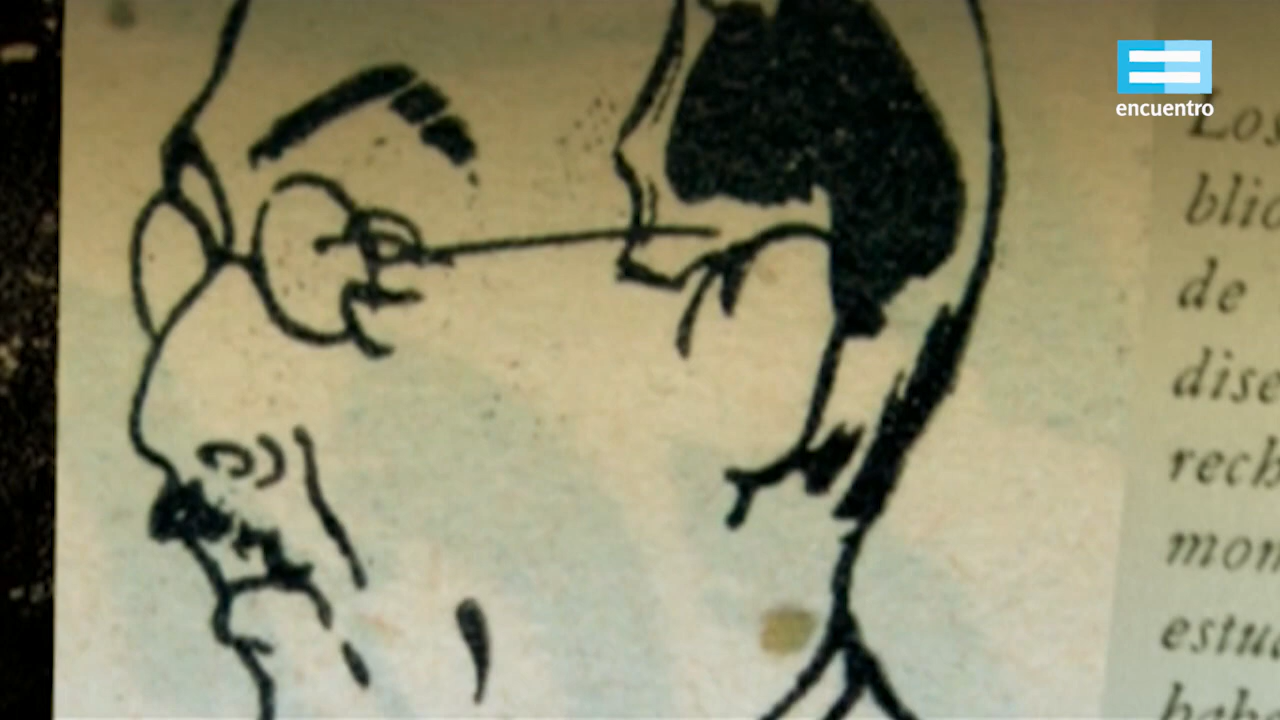 encuentro
Los
blic
de
dise
rech
mon
estu